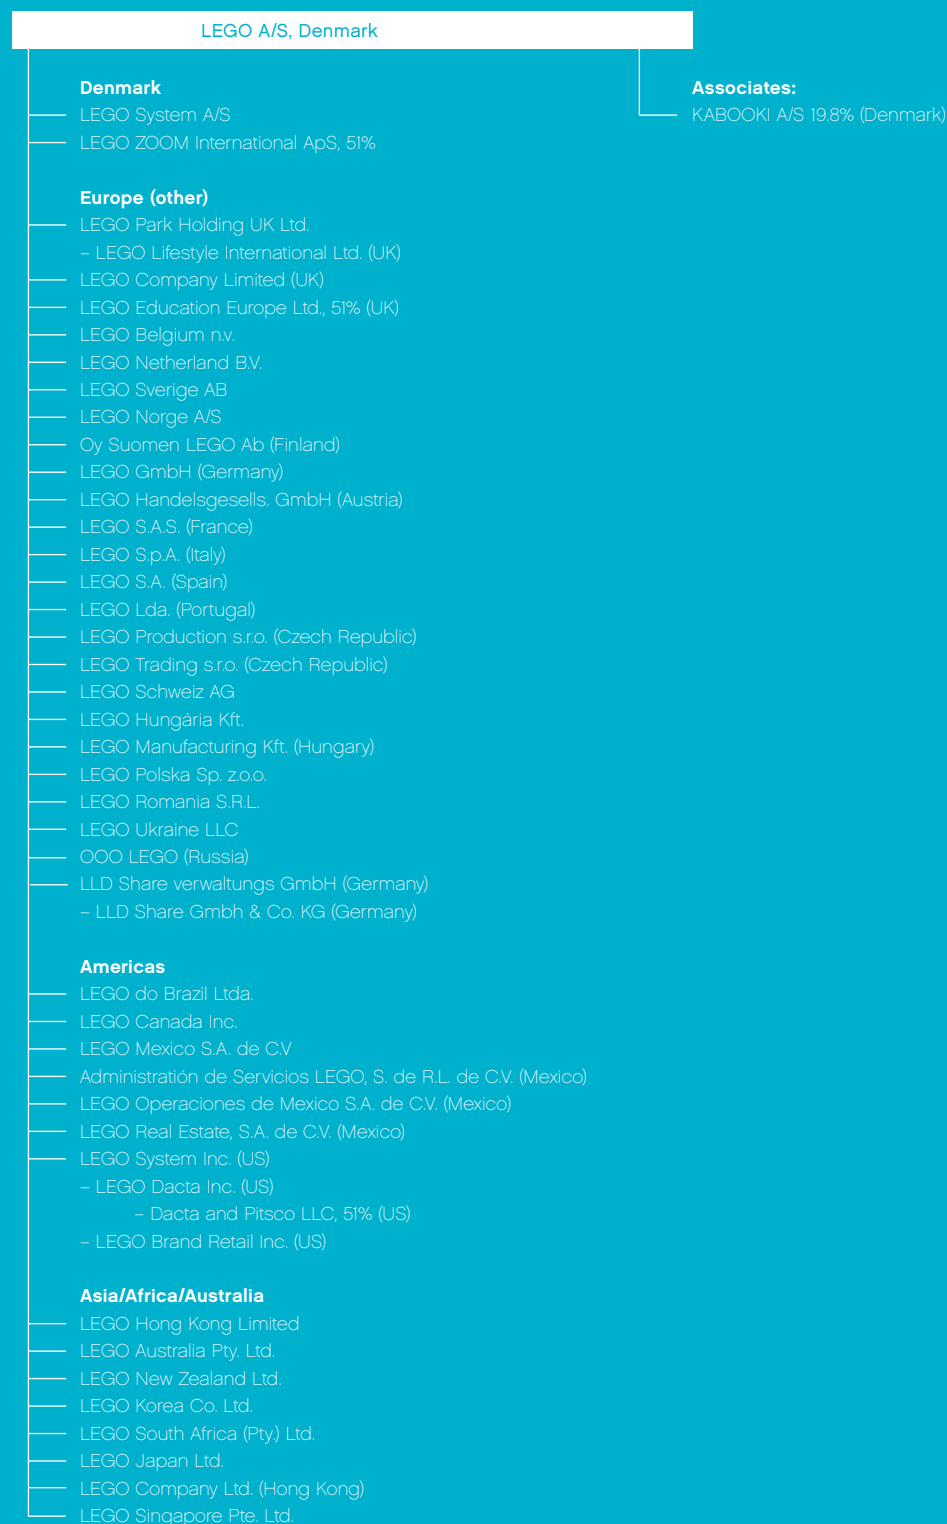 LEGO A/S, Denmark
Denmark
LEGO System A/S
LEGO ZOOM International ApS, 51%
Europe (other)
LEGO Park Holding UK Ltd.
– LEGO Lifestyle International Ltd. (UK)
LEGO Company Limited (UK)
LEGO Education Europe Ltd., 51% (UK)
LEGO Belgium n.v.
LEGO Netherland B.V.
LEGO Sverige AB
LEGO Norge A/S
Oy Suomen LEGO Ab (Finland)
LEGO GmbH (Germany)
LEGO Handelsgesells. GmbH (Austria)
LEGO S.A.S. (France)
LEGO S.p.A. (Italy)
LEGO S.A. (Spain)
LEGO Lda. (Portugal)
LEGO Production s.r.o. (Czech Republic)
LEGO Trading s.r.o. (Czech Republic)
LEGO Schweiz AG
LEGO Hungária Kft.
LEGO Manufacturing Kft. (Hungary)
LEGO Polska Sp. z.o.o.
LEGO Romania S.R.L.
LEGO Ukraine LLC
OOO LEGO (Russia)
LLD Share verwaltungs GmbH (Germany)
– LLD Share Gmbh & Co. KG (Germany)
Americas
LEGO do Brazil Ltda.
LEGO Canada Inc.
LEGO Mexico S.A. de C.V
Administratión de Servicios LEGO, S. de R.L. de C.V. (Mexico)
LEGO Operaciones de Mexico S.A. de C.V. (Mexico)
LEGO Real Estate, S.A. de C.V. (Mexico)
LEGO System Inc. (US)
– LEGO Dacta Inc. (US)
– Dacta and Pitsco LLC, 51% (US)
– LEGO Brand Retail Inc. (US)
Asia/Africa/Australia
LEGO Hong Kong Limited
LEGO Australia Pty. Ltd.
LEGO New Zealand Ltd.
LEGO Korea Co. Ltd.
LEGO South Africa (Pty.) Ltd.
LEGO Japan Ltd.
LEGO Company Ltd. (Hong Kong)
LEGO Singapore Pte. Ltd.
Associates:
KABOOKI A/S 19.8% (Denmark)